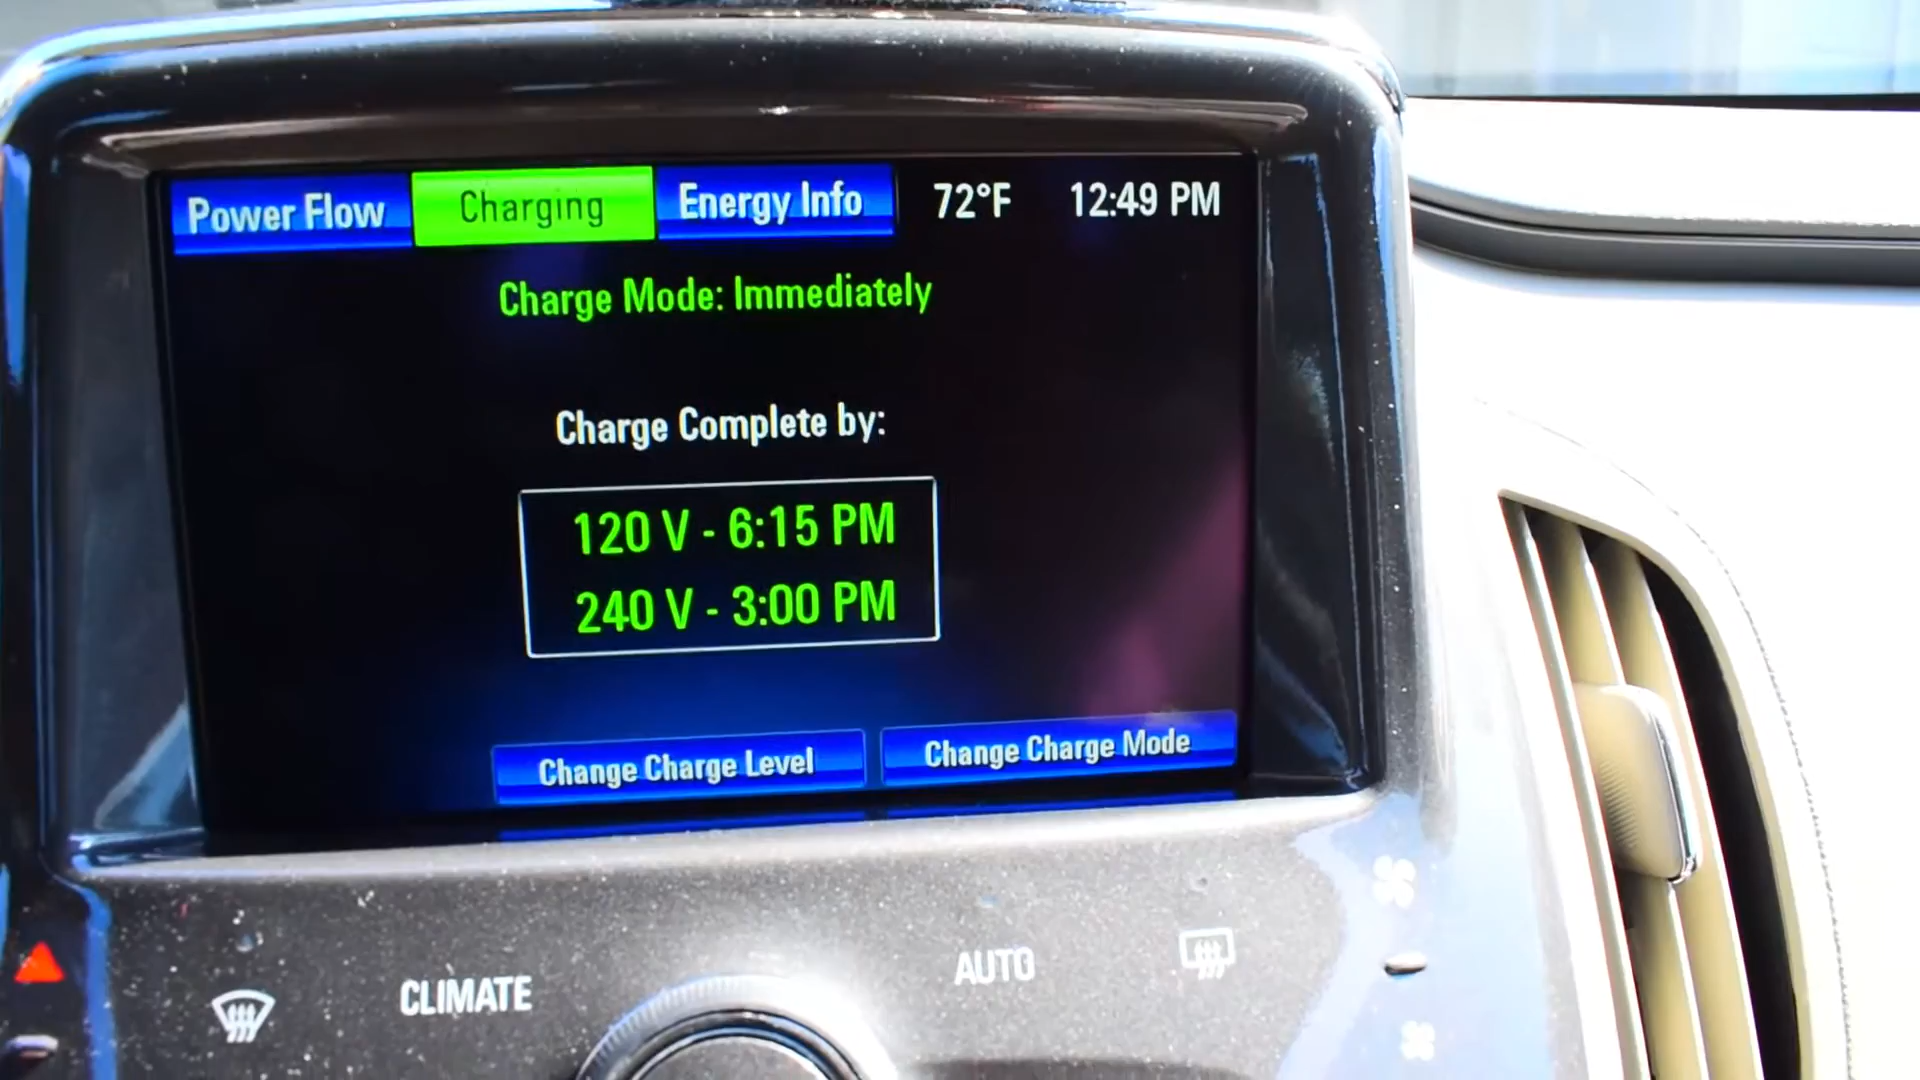 Power Flow Charging Energy Info 72°F 12:49 PM
Charge Mode: Immediately
Charge Complete by:
120 V - 6:15 PM
240 V - 3:00 PM
Change Charge Level Change Charge Mode
CLIMATE AUTO